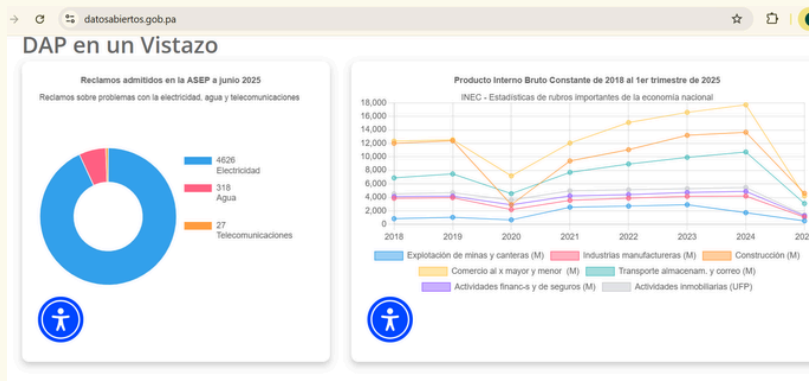 datosabiertos.gob.pa
DAP en un Vistazo
Reclamos admitidos en la ASEP a junio 2025
Reclamos sobre problemas con la electricidad, agua y telecomunicaciones
4626
Electricidad
318
Agua
27
Telecomunicaciones
Producto Interno Bruto Constante de 2018 al 1er trimestre de 2025
INEC - Estadísticas de rubros importantes de la economía nacional
18,000
16,000
14,000
12,000
10,000
8,000
6,000
4,000
2,000
0
2018 2019 2020 2021 2022 2023 2024
Explotación de minas y canteras (M) Industrias manufactureras (M) Construcción (M)
Comercio al x mayor y menor (M) Transporte almacenam. y correo (M)
Actividades financ-s y de seguros (M) Actividades inmobiliarias (UFP)